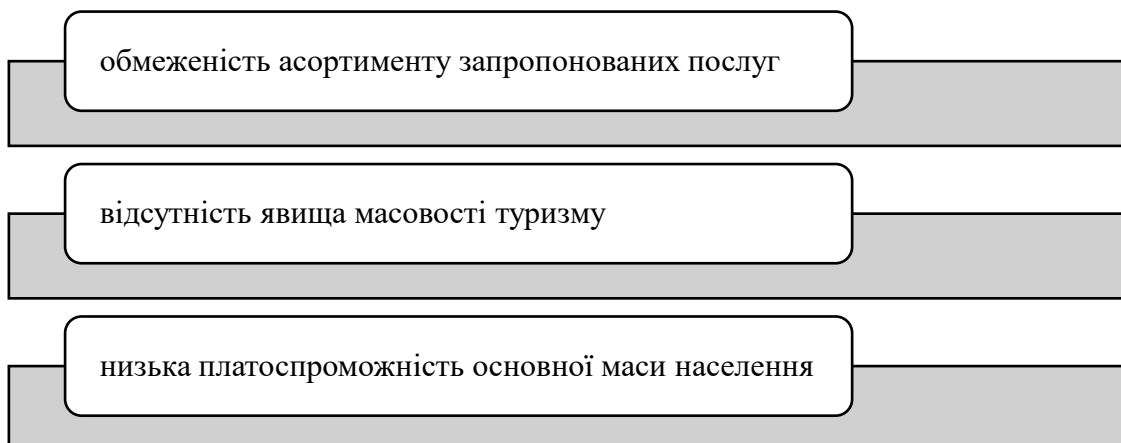 обмеженість асортименту запропонованих послуг
відсутність явища масовості туризму
низька платоспроможність основної маси населення